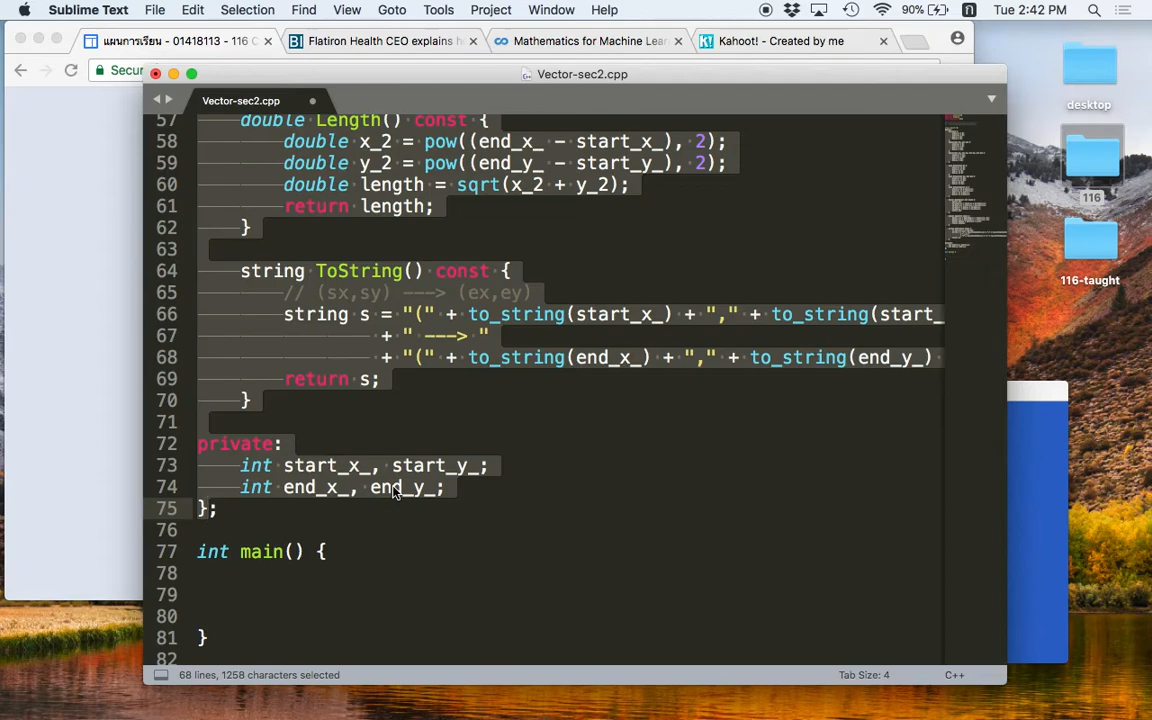 Sublime Text File Edit Selection Find View Goto Tools Project Window Help 90% Tue 2:42 PM
แผนการเรียน - 01418113 - 116 C Flatiron Health CEO explains h Mathematics for Machine Lear Kahoot! - Created by me
Secur
Vector-sec2.cpp
Vector-sec2.cpp
57 double Length() const {
58 double x_2 = pow((end_x_ - start_x_), 2);
59 double y_2 = pow((end_y_ - start_y_), 2);
60 double length = sqrt(x_2 + y_2);
61 return length;
62 }
63
64 string ToString() const {
65 // (sx,sy) ---> (ex,ey)
66 string s = "(" + to_string(start_x_) + "," + to_string(start_
67 + " ---> "
68 + "(" + to_string(end_x_) + "," + to_string(end_y_)
69 return s;
70 }
71
72 private:
73 int start_x_, start_y_;
74 int end_x_, end_y_;
75 };
76
77 int main() {
78
79
80
81 }
82
68 lines, 1258 characters selected Tab Size: 4 C++
desktop
116
116-taught